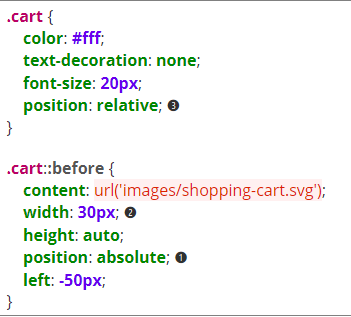 .cart {
color: #fff;
text-decoration: none;
font-size: 20px;
position: relative; ❸
}
.cart::before {
content: url('images/shopping-cart.svg');
width: 30px; ❷
height: auto;
position: absolute; ❶
left: -50px;
}